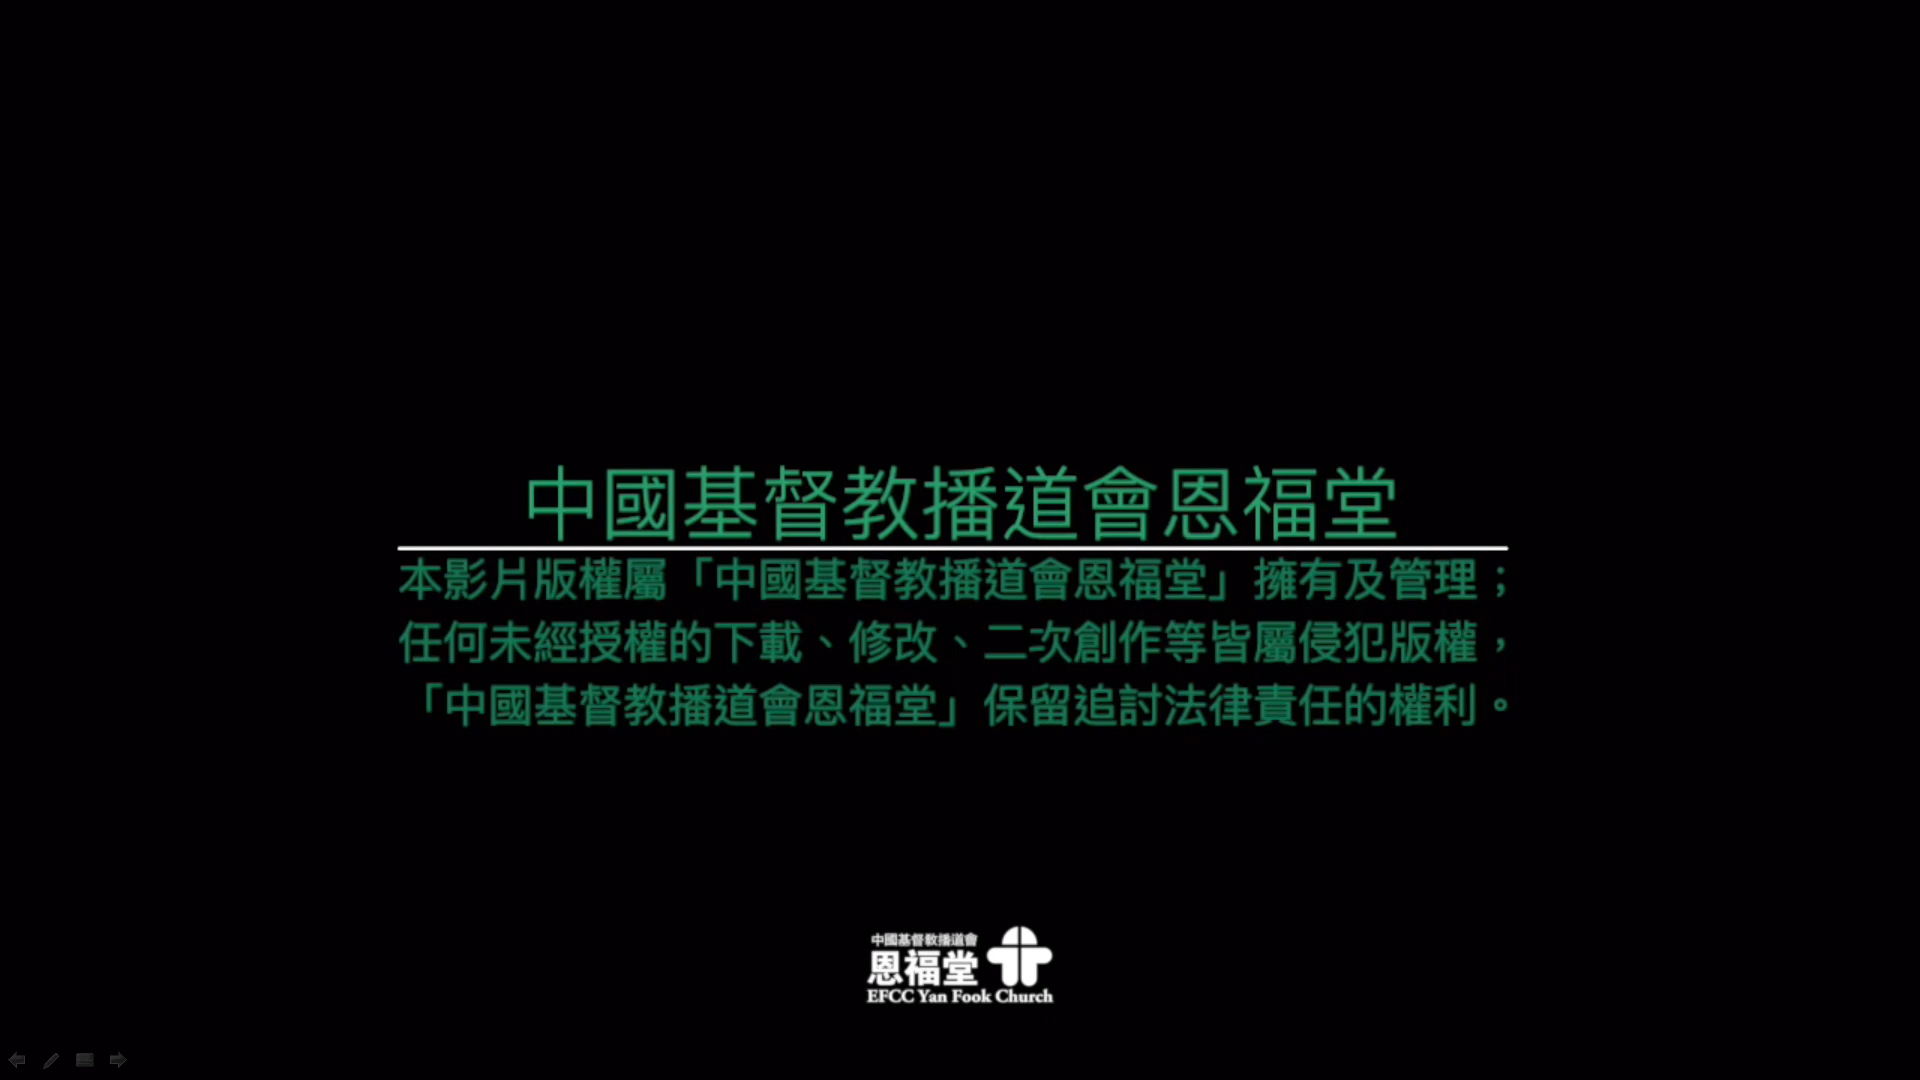 中國基督教播道會恩福堂
本影片版權屬「中國基督教播道會恩福堂」擁有及管理；
任何未經授權的下載、修改、二次創作等皆屬侵犯版權，
「中國基督教播道會恩福堂」保留追討法律責任的權利。
中國基督教播道會
恩福堂
EFCC Yan Fook Church